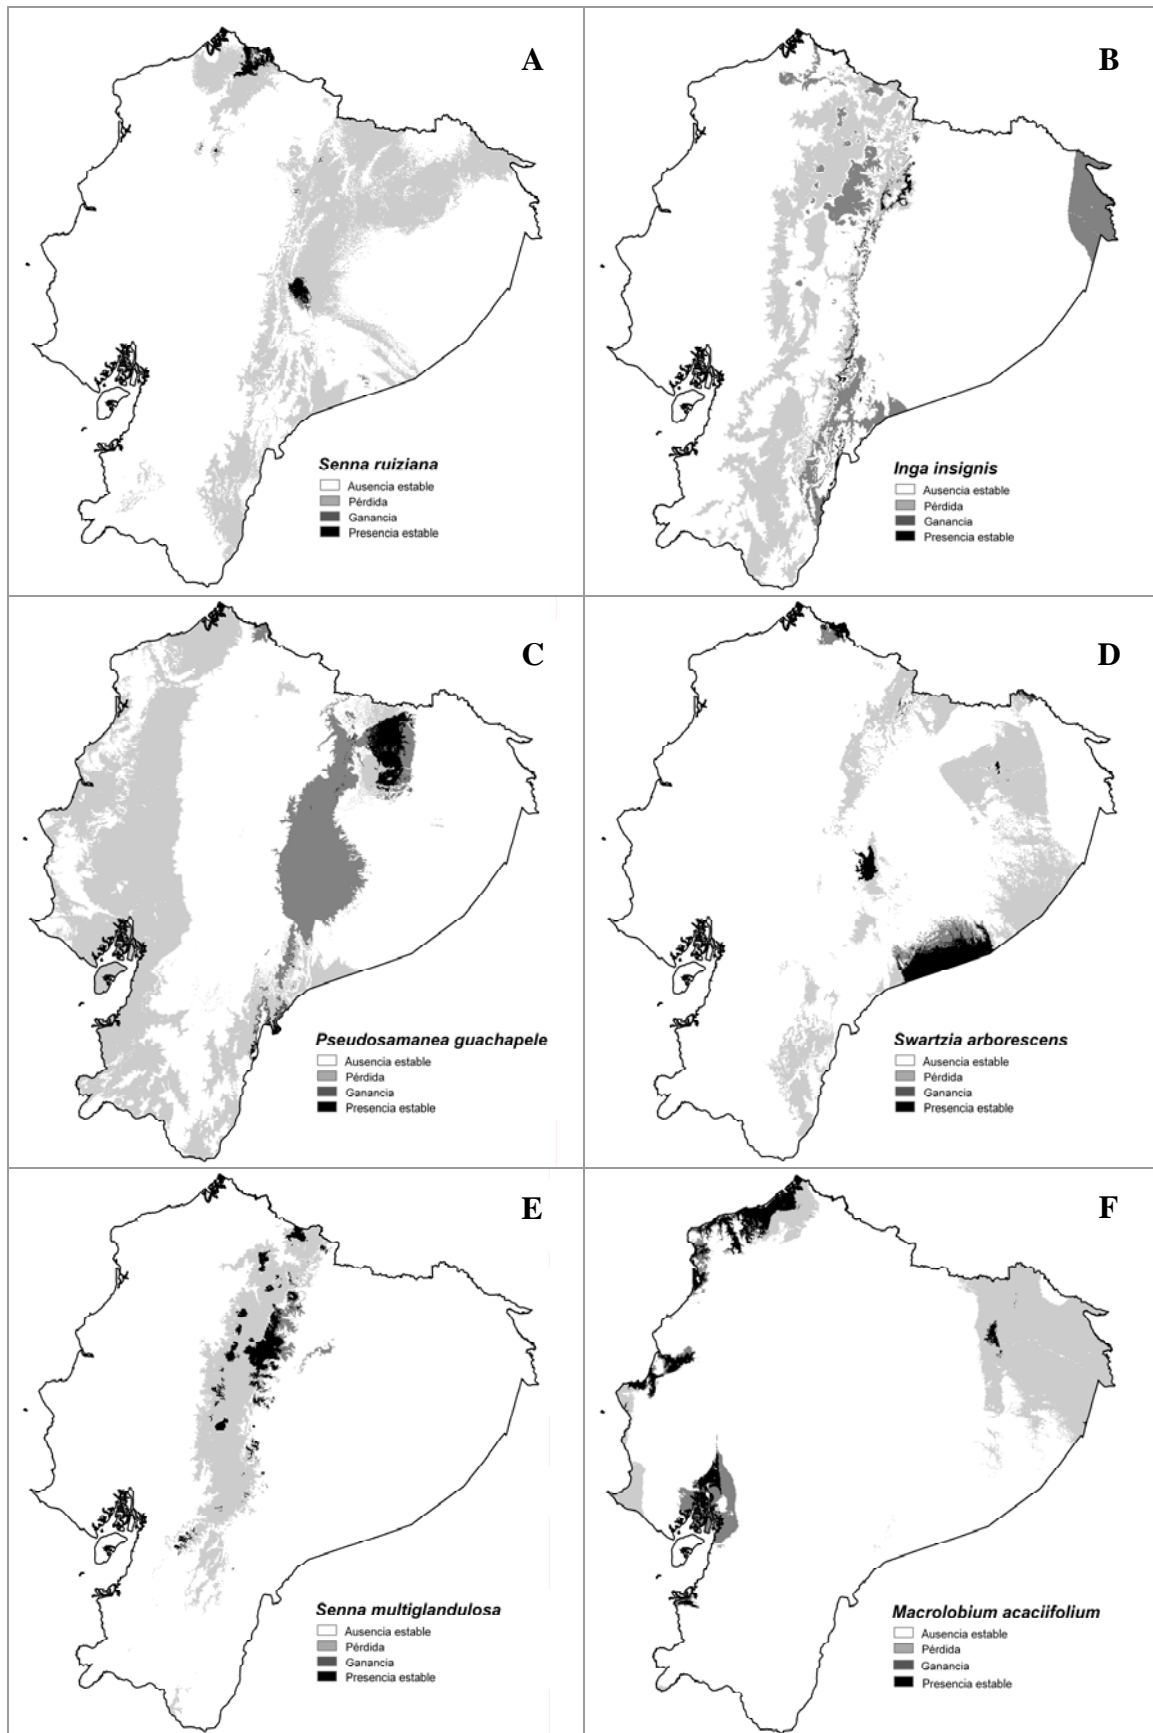 A
Senna ruiziana
Ausencia estable
Pérdida
Ganancia
Presencia estable
B
Inga insignis
Ausencia estable
Pérdida
Ganancia
Presencia estable
C
Pseudosamanea guachapele
Ausencia estable
Pérdida
Ganancia
Presencia estable
D
Swartzia arborescens
Ausencia estable
Pérdida
Ganancia
Presencia estable
E
Senna multiglandulosa
Ausencia estable
Pérdida
Ganancia
Presencia estable
F
Macrolobium acaciifolium
Ausencia estable
Pérdida
Ganancia
Presencia estable